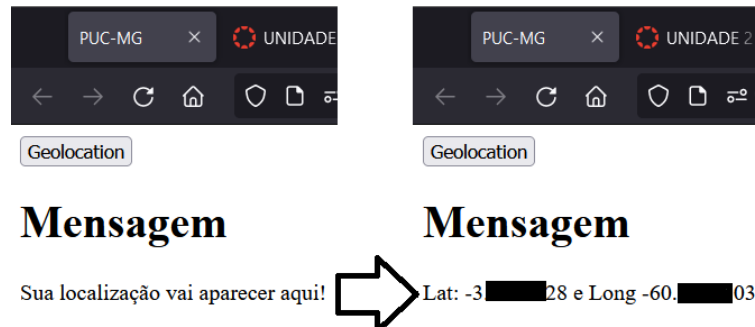 PUC-MG
UNIDADE
Geolocation
Mensagem
Sua localização vai aparecer aqui!
PUC-MG
UNIDADE 2
Geolocation
Mensagem
Lat: -3. 28 e Long -60. 03